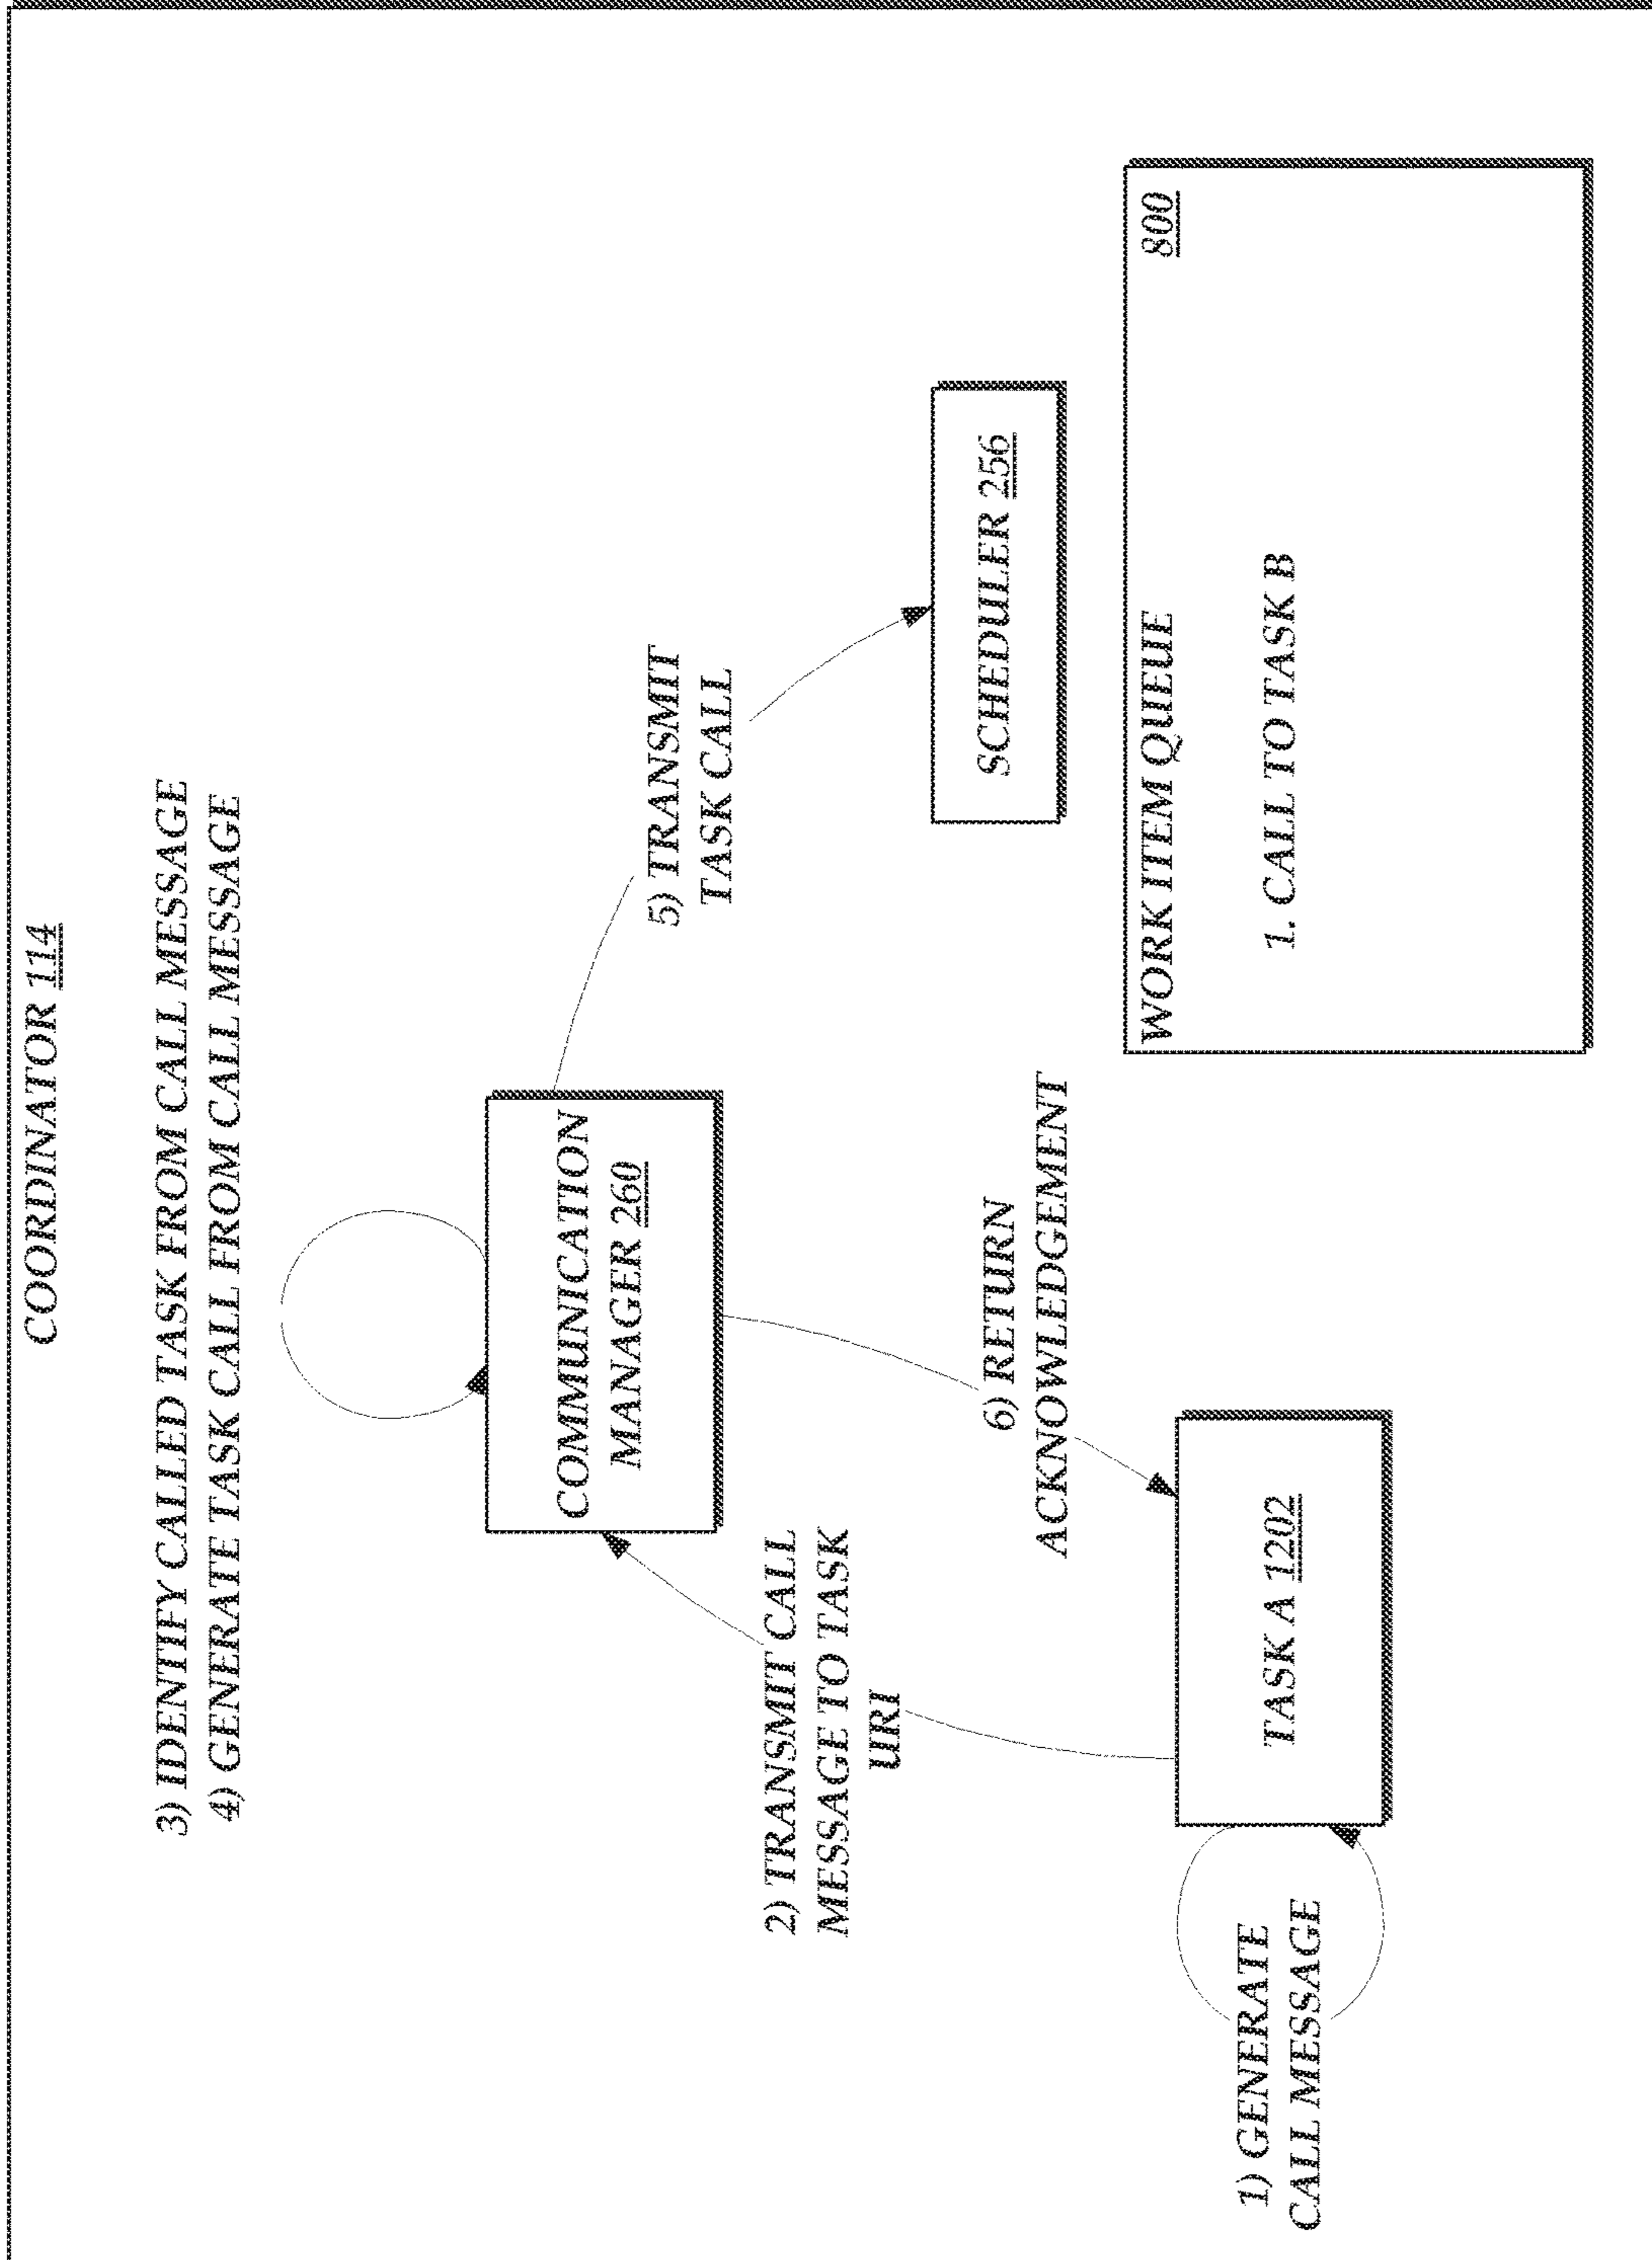 COORDINATOR 114
3) IDENTIFY CALLED TASK FROM CALL MESSAGE
4) GENERATE TASK CALL FROM CALL MESSAGE
COMMUNICATION
MANAGER 260
5) TRANSMIT
TASK CALL
2) TRANSMIT CALL
MESSAGE TO TASK
URI
SCHEDULER 256
6) RETURN
ACKNOWLEDGEMENT
WORK ITEM QUEUE 800
1. CALL TO TASK B
TASK A 1202
1) GENERATE
CALL MESSAGE